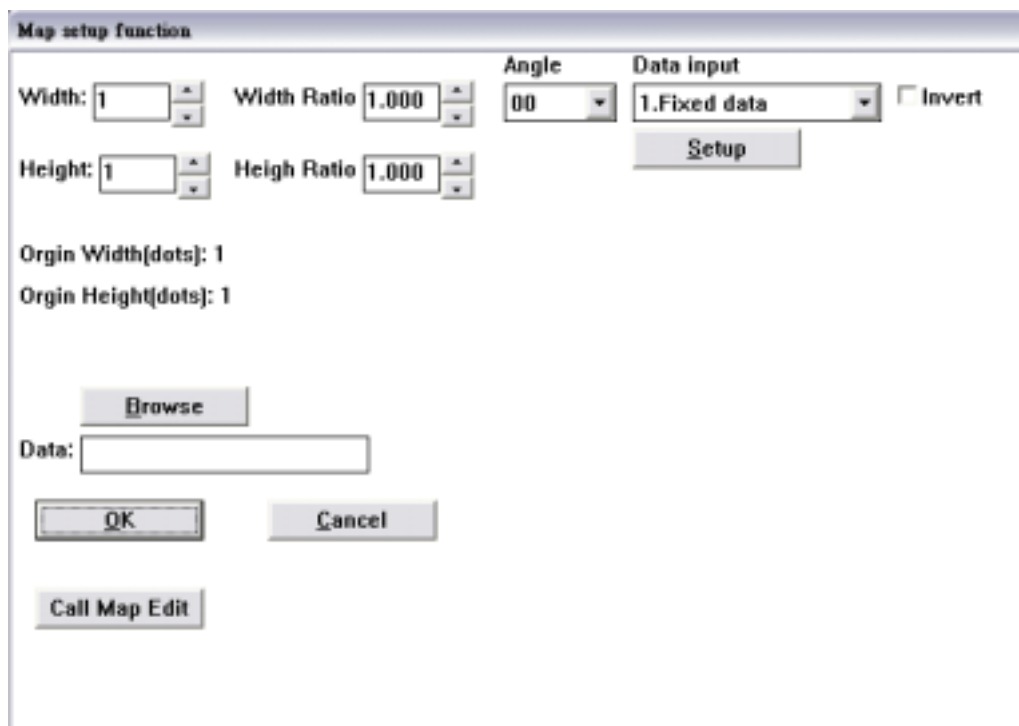 Map setup function
Angle Data input
Width: 1 Width Ratio 1.000 00 1.Fixed data Invert
Setup
Height: 1 Heigh Ratio 1.000
Orgin Width(dots): 1
Orgin Height(dots): 1
Browse
Data:
OK Cancel
Call Map Edit